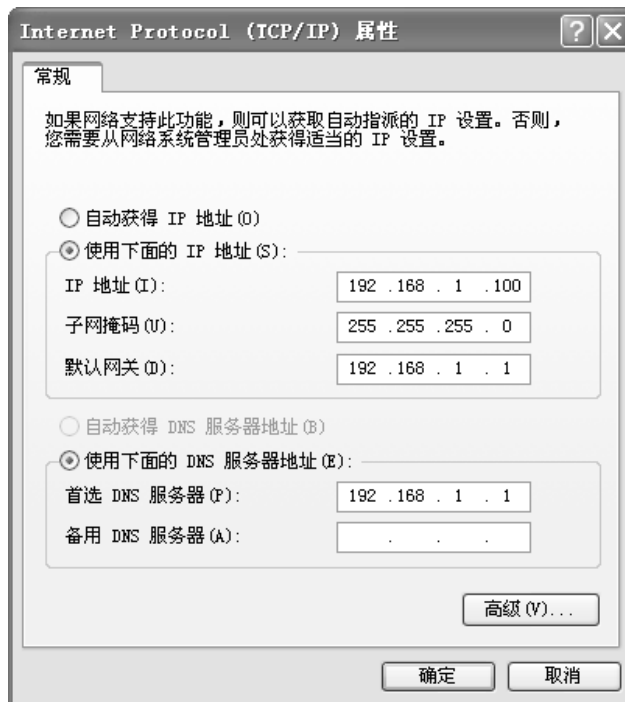 Internet Protocol (TCP/IP) 属性
常规
如果网络支持此功能，则可以获取自动指派的 IP 设置。否则，
您需要从网络系统管理员处获得适当的 IP 设置。
自动获得 IP 地址(O)
使用下面的 IP 地址(S):
IP 地址(I): 192 .168 . 1 .100
子网掩码(U): 255 .255 .255 . 0
默认网关(D): 192 .168 . 1 . 1
自动获得 DNS 服务器地址(B)
使用下面的 DNS 服务器地址(E):
首选 DNS 服务器(P): 192 .168 . 1 . 1
备用 DNS 服务器(A): . . .
高级(V)...
确定 取消